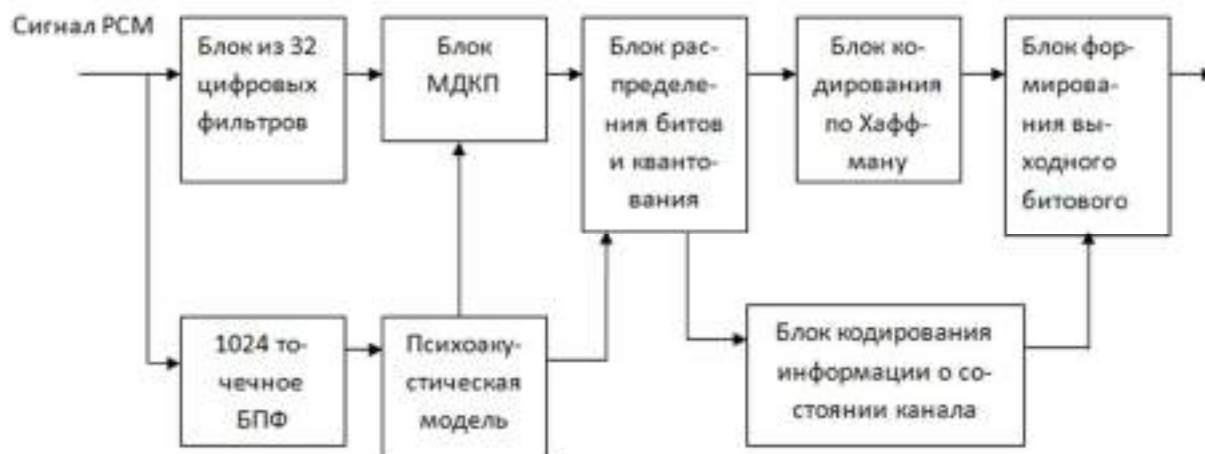 Сигнал РСМ
Блок из 32
цифровых
фильтров
Блок
МДКП
Блок рас-
пределе-
ния битов
и кванто-
вания
Блок ко-
дирования
по Хафф-
ману
Блок фор-
мирова-
ния вы-
ходного
битового
1024 то-
чечное
БПФ
Психоаку-
стическая
модель
Блок кодирования
информации о со-
стоянии канала